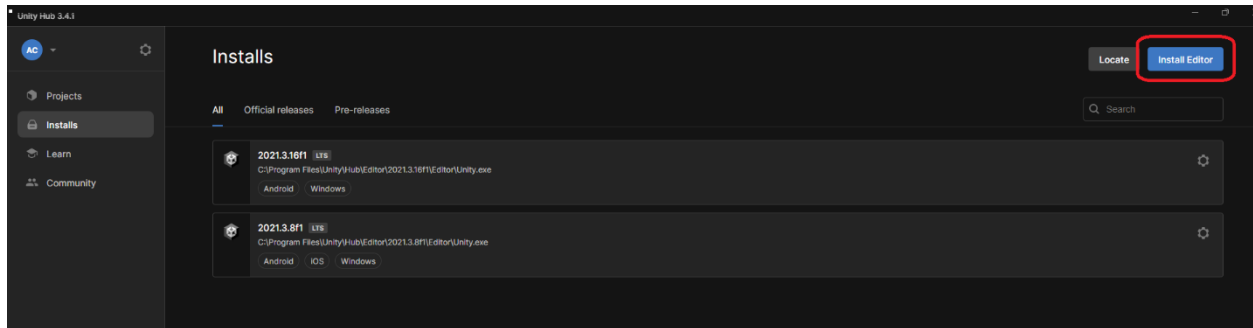 Unity Hub 3.4.1
AC
Projects
Installs
Learn
Community
Installs
Locate
Install Editor
All Official releases Pre-releases
Search
2021.3.16f1 LTS
C:\Program Files\Unity\Hub\Editor\2021.3.16f1\Editor\Unity.exe
Android Windows
2021.3.8f1 LTS
C:\Program Files\Unity\Hub\Editor\2021.3.8f1\Editor\Unity.exe
Android iOS Windows